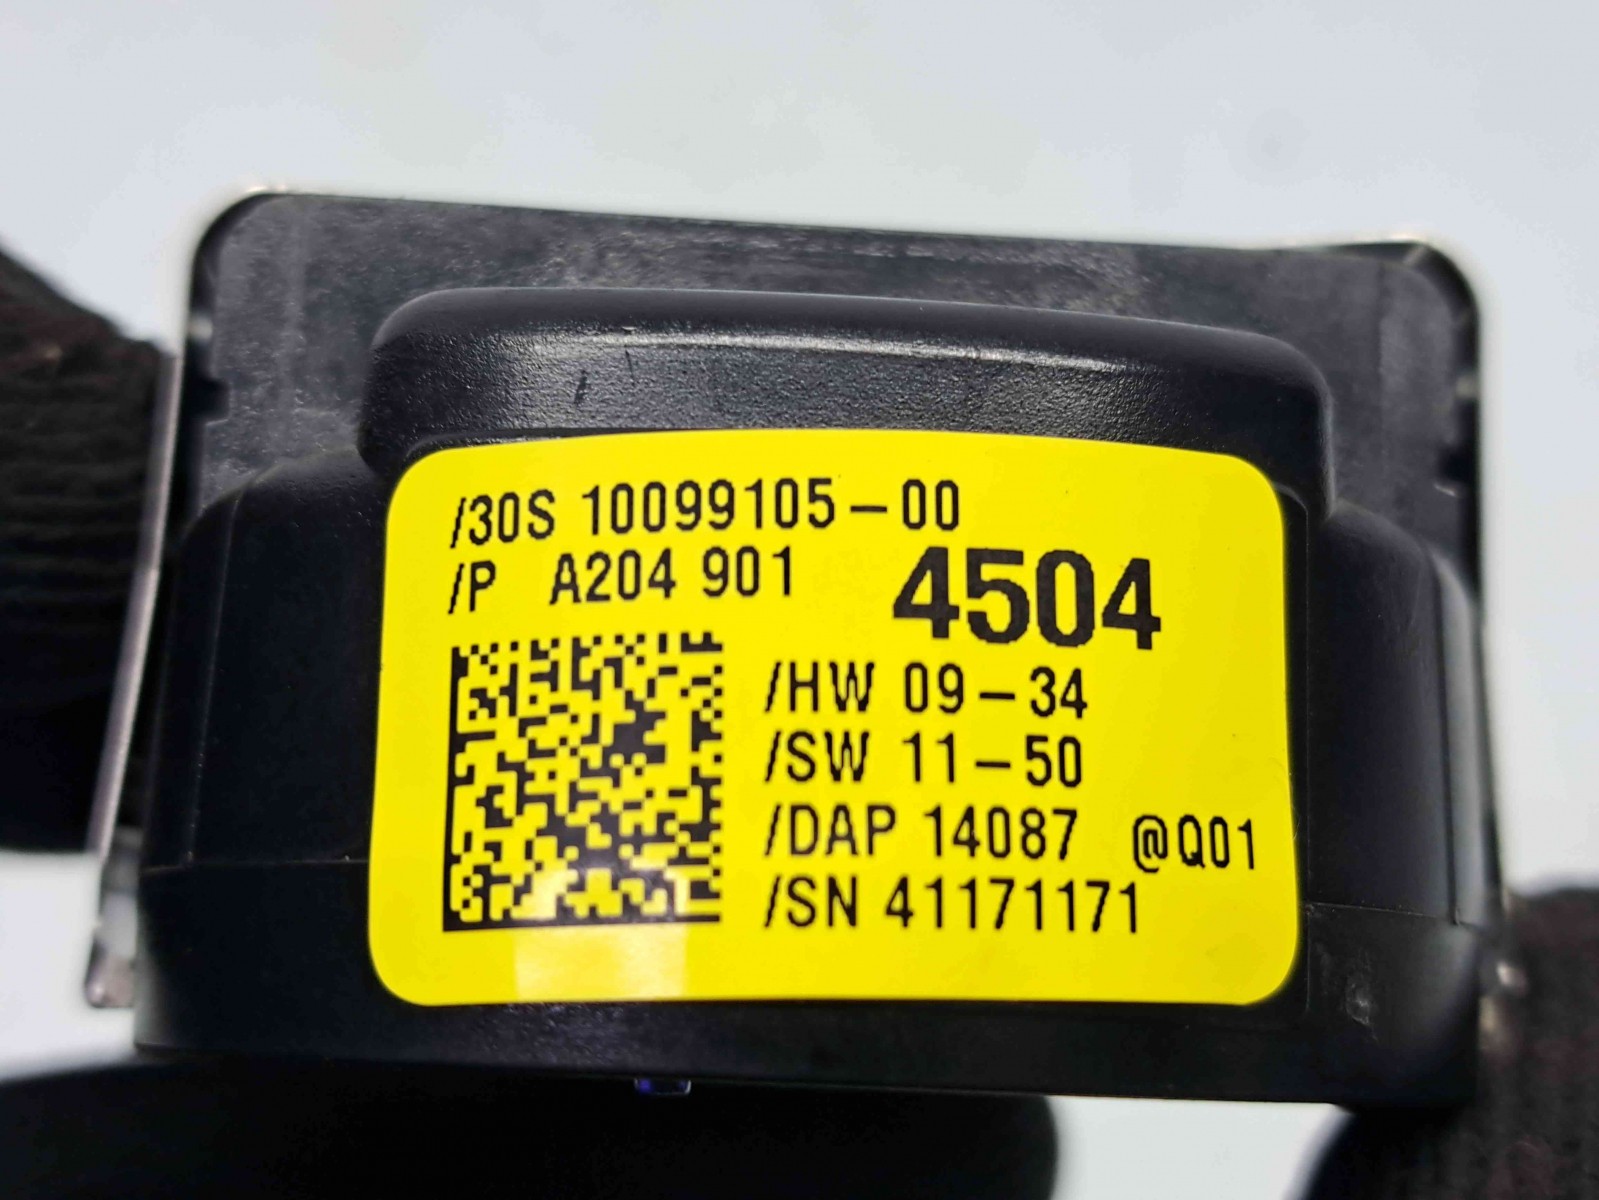 /30S 10099105-00
/P A204 901 4504
/HW 09-34
/SW 11-50
/DAP 14087 @Q01
/SN 41171171